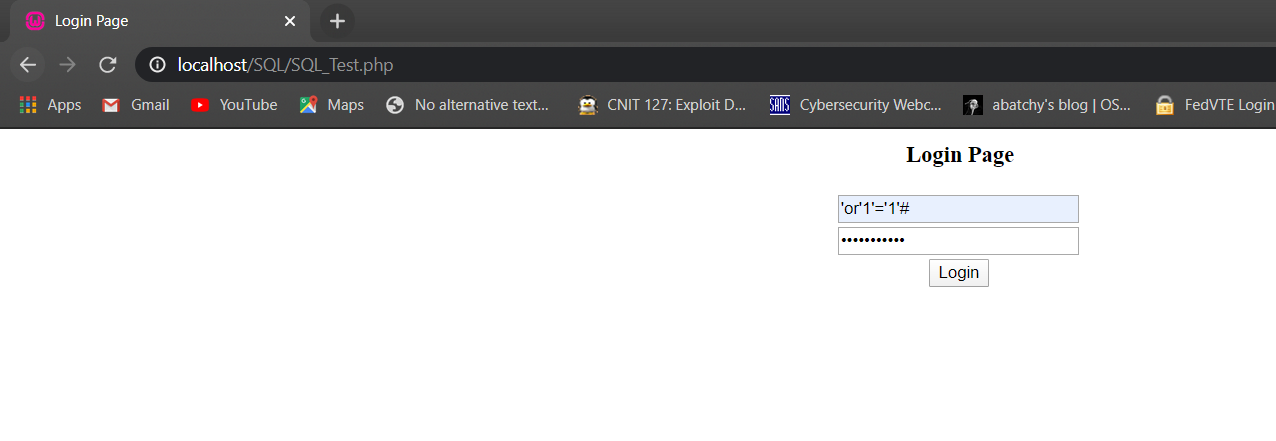 Login Page
localhost/SQL/SQL_Test.php
Apps Gmail YouTube Maps No alternative text... CNIT 127: Exploit D... SANS Cybersecurity Webc... abatchy's blog | OS... FedVTE Login
Login Page
'or'1'='1'#
•••••••••••
Login